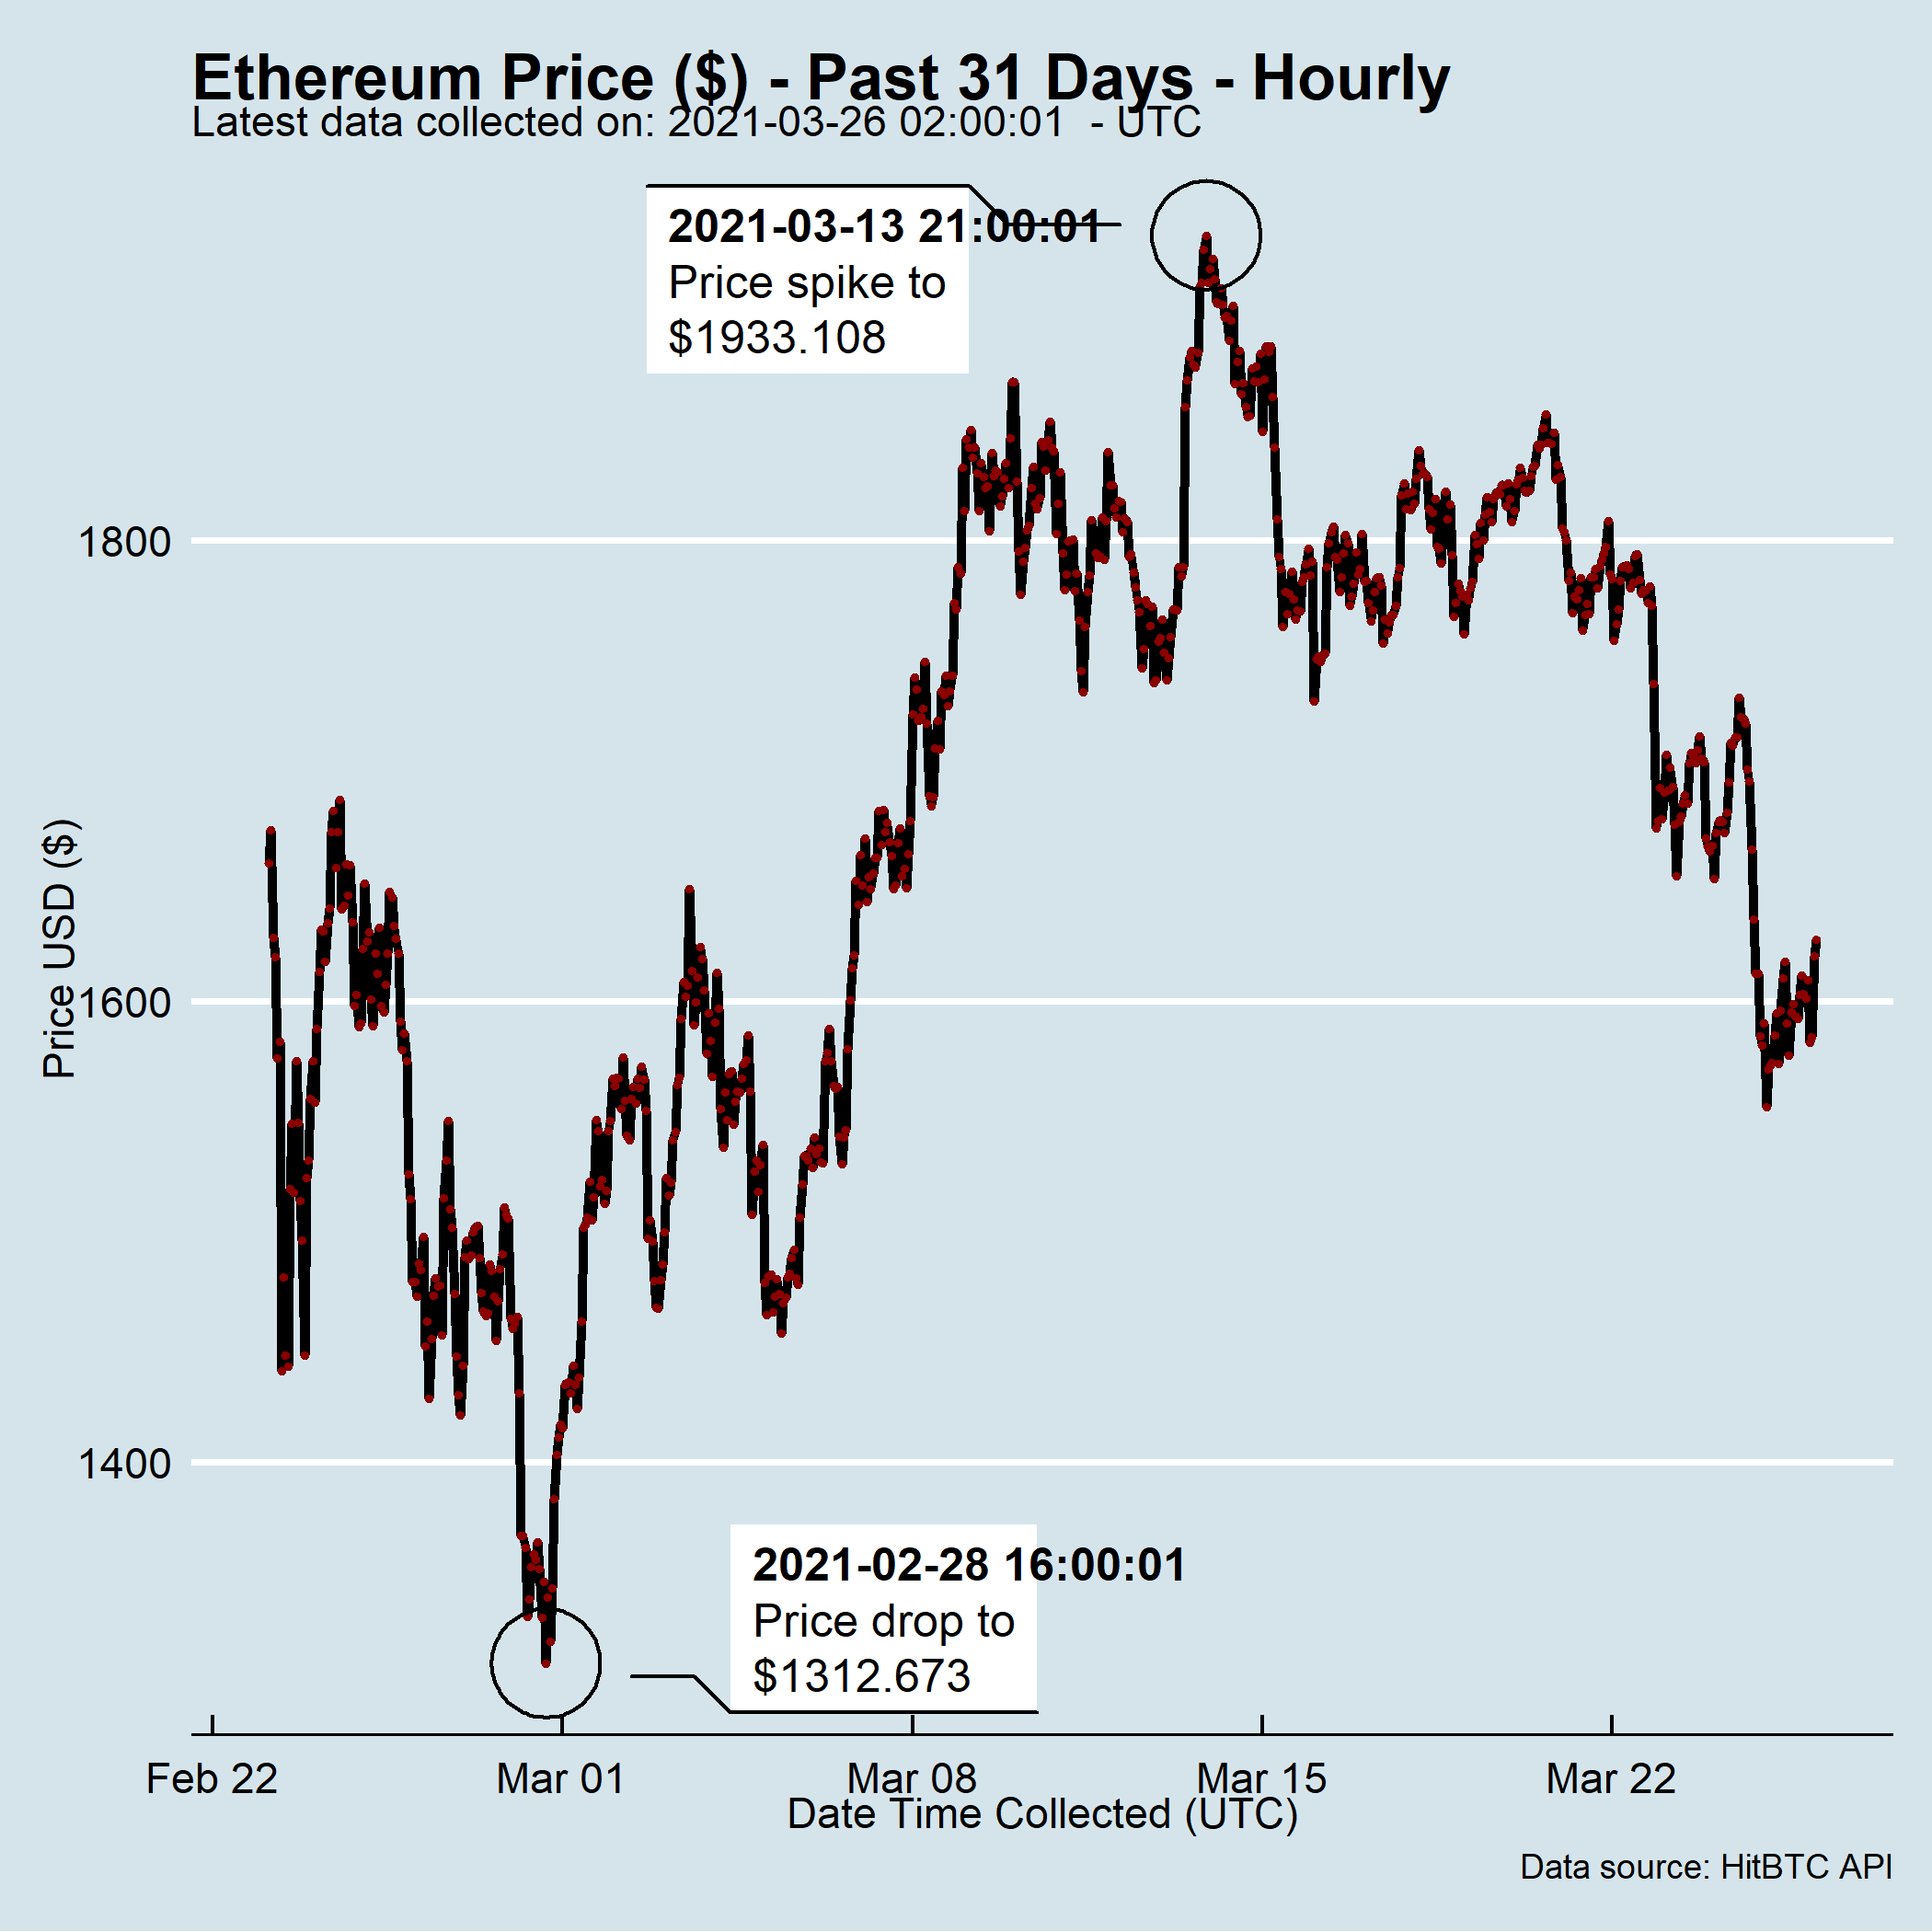 Ethereum Price ($) - Past 31 Days - Hourly
Latest data collected on: 2021-03-26 02:00:01  - UTC
2021-03-13 21:00:01
Price spike to
$1933.108
1800
1600
1400
Price USD ($)
2021-02-28 16:00:01
Price drop to
$1312.673
Feb 22 Mar 01 Mar 08 Mar 15 Mar 22
Date Time Collected (UTC)
Data source: HitBTC API